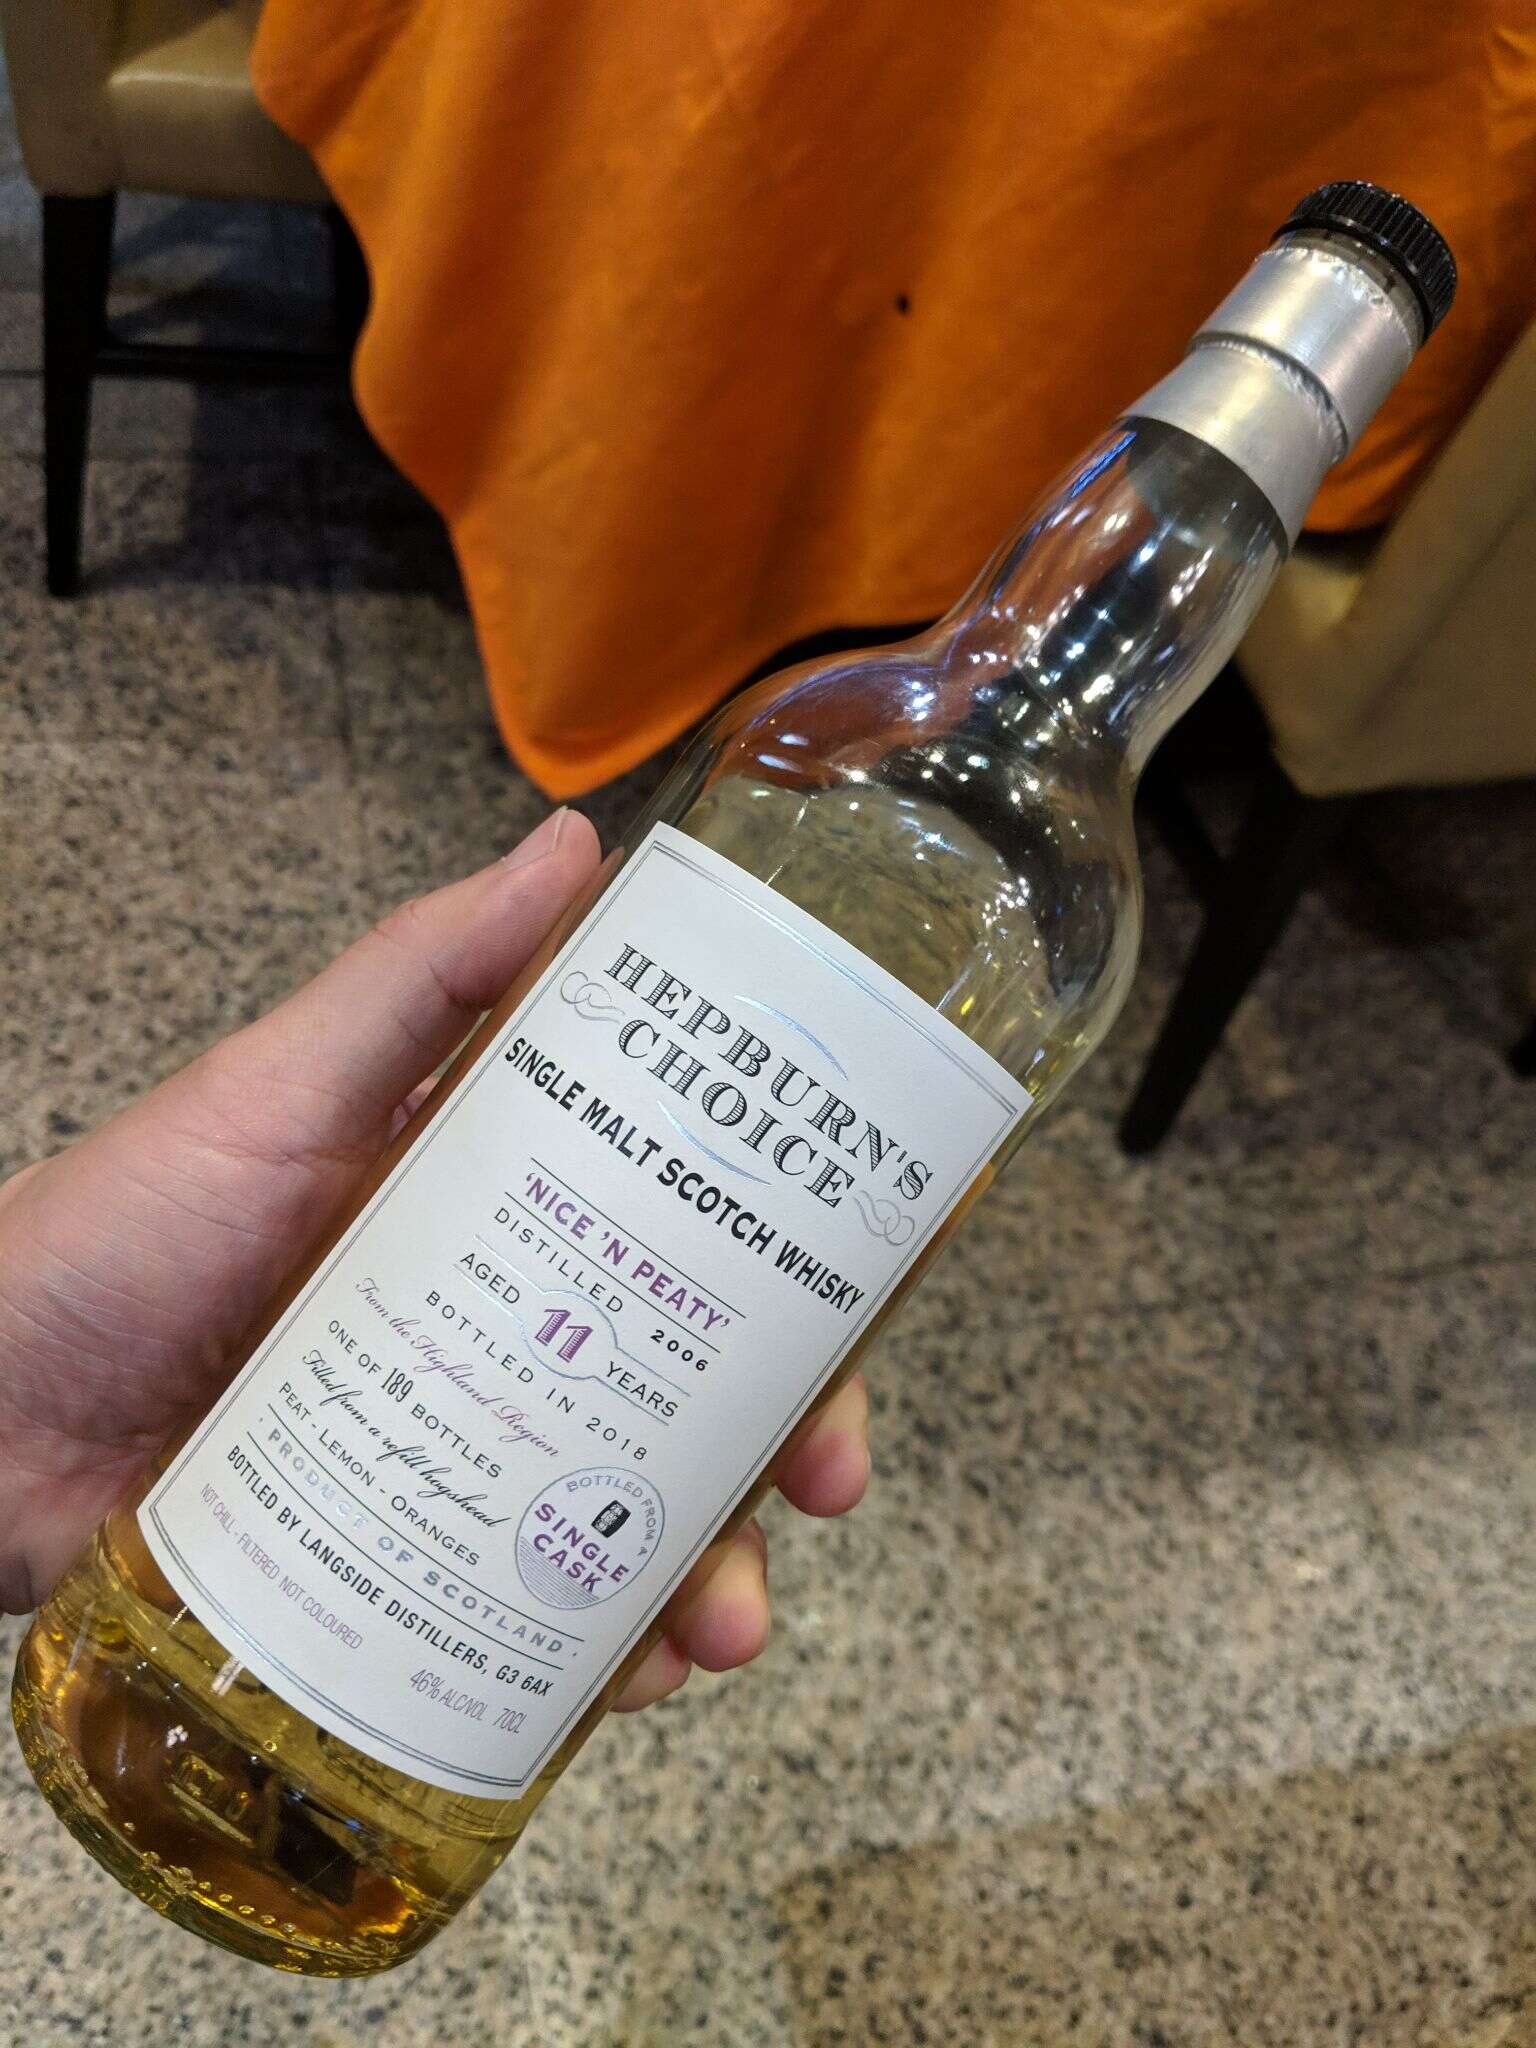 HEPBURN'S
CHOICE
SINGLE MALT SCOTCH WHISKY
'NICE 'N PEATY'
DISTILLED 2006
AGED 11 YEARS
BOTTLED IN 2018
From the Highland Region
ONE OF 189 BOTTLES
Filled from a refill hogshead
PEAT - LEMON - ORANGES
PRODUCT OF SCOTLAND
BOTTLED BY LANGSIDE DISTILLERS, G3 6AX
NOT CHILL - FILTERED NOT COLOURED
46% ALC/VOL 70CL
BOTTLED FROM A
SINGLE
CASK